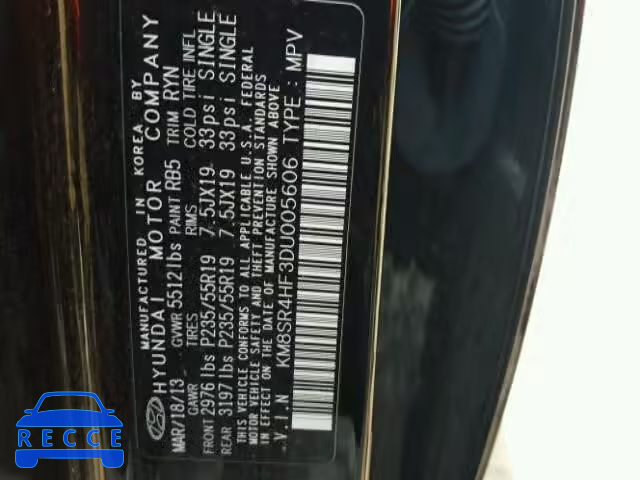 MANUFACTURED IN KOREA BY
HYUNDAI MOTOR COMPANY
MAR/18/13 GVWR 5512lbs PAINT RB5 TRIM RYN
GAWR TIRES RIMS COLD TIRE INFL
FRONT 2976 lbs P235/55R19 7.5JX19 33psi SINGLE
REAR 3197 lbs P235/55R19 7.5JX19 33psi SINGLE
THIS VEHICLE CONFORMS TO ALL APPLICABLE U.S.A. FEDERAL
MOTOR VEHICLE SAFETY AND THEFT PREVENTION STANDARDS
IN EFFECT ON THE DATE OF MANUFACTURE SHOWN ABOVE.
V.I.N KM8SR4HF3DU005606 TYPE: MPV
RECCE